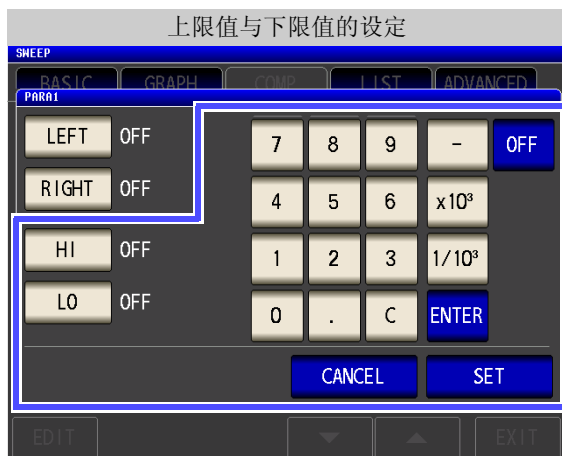 上限值与下限值的设定
SWEEP
BASIC GRAPH COMP LIST ADVANCED
PARA1
LEFT OFF 7 8 9 - OFF
RIGHT OFF 4 5 6 x10³
HI OFF 1 2 3 1/10³
LO OFF 0 . C ENTER
CANCEL SET
EDIT EXIT